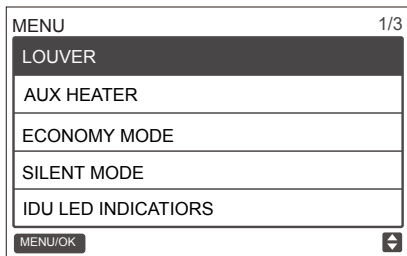 MENU 1/3
LOUVER
AUX HEATER
ECONOMY MODE
SILENT MODE
IDU LED INDICATIORS
MENU/OK